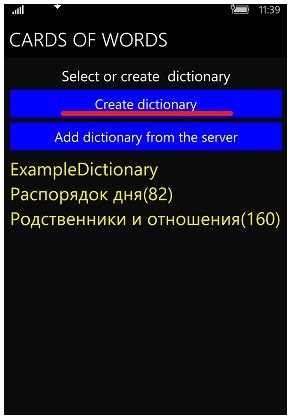 11:39
CARDS OF WORDS
Select or create dictionary
Create dictionary
Add dictionary from the server
ExampleDictionary
Распорядок дня(82)
Родственники и отношения(160)